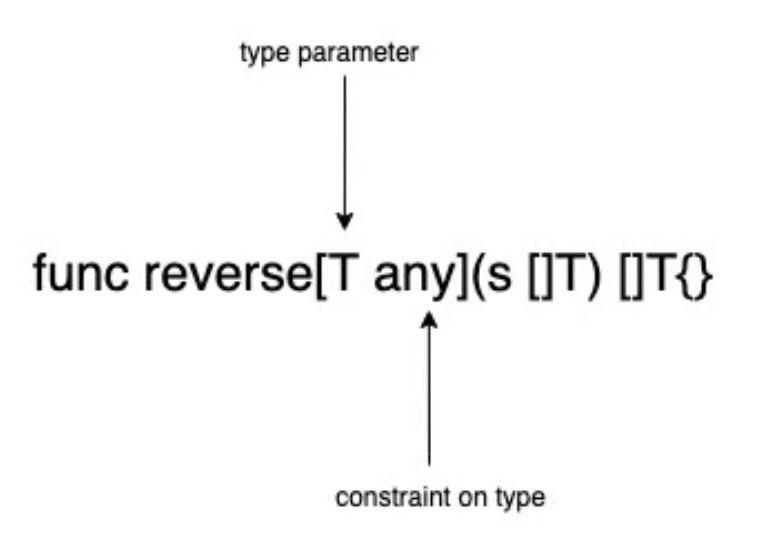 type parameter
func reverse[T any](s []T) []T{}
constraint on type